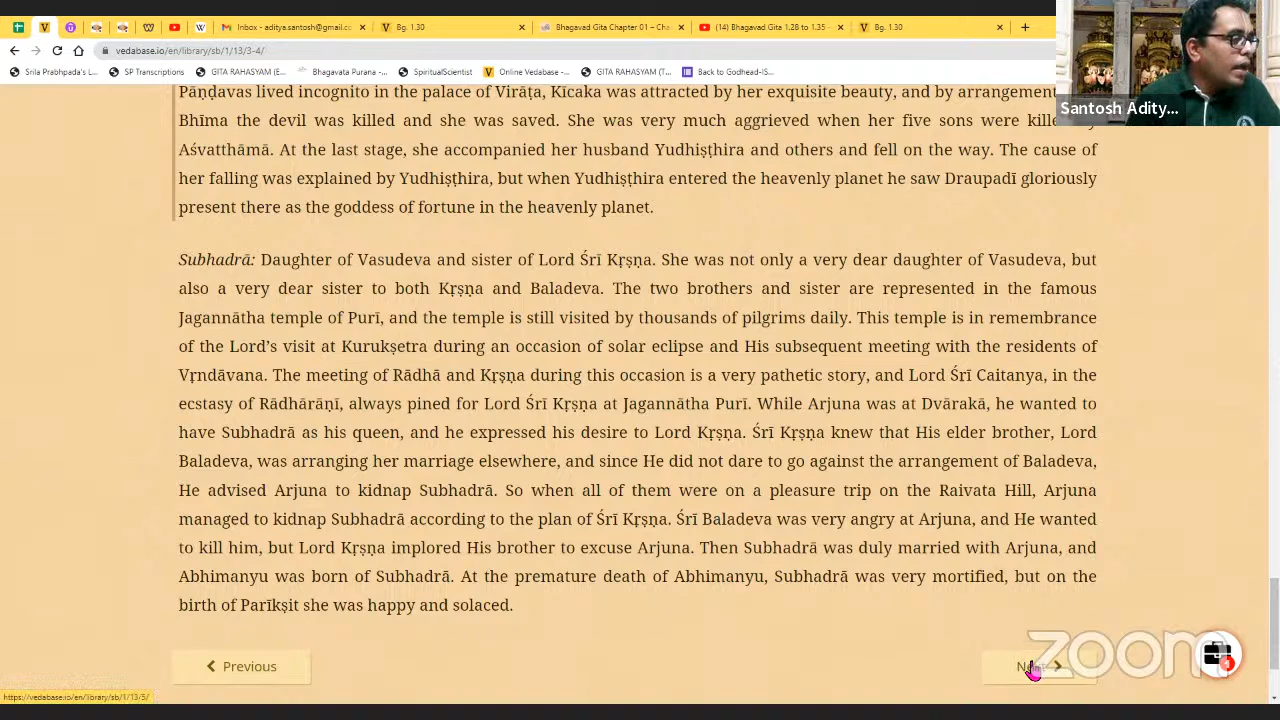 Inbox - aditya.santosh@gmail.c
Bg. 1.30
Bhagavad Gita Chapter 01 – Cha
(14) Bhagavad Gita 1.28 to 1.35 -
Bg. 1.30
vedabase.io/en/library/sb/1/13/3-4/
Srila Prabhpada's L...
SP Transcriptions
GITA RAHASYAM (E...
Bhagavata Purana -...
SpiritualScientist
Online Vedabase -...
GITA RAHASYAM (T...
Back to Godhead-IS...
Santosh Adity...
Pāṇḍavas lived incognito in the palace of Virāṭa, Kīcaka was attracted by her exquisite beauty, and by arrangement
Bhīma the devil was killed and she was saved. She was very much aggrieved when her five sons were kille
Aśvatthāmā. At the last stage, she accompanied her husband Yudhiṣṭhira and others and fell on the way. The cause of
her falling was explained by Yudhiṣṭhira, but when Yudhiṣṭhira entered the heavenly planet he saw Draupadī gloriously
present there as the goddess of fortune in the heavenly planet.
Subhadrā: Daughter of Vasudeva and sister of Lord Śrī Kṛṣṇa. She was not only a very dear daughter of Vasudeva, but
also a very dear sister to both Kṛṣṇa and Baladeva. The two brothers and sister are represented in the famous
Jagannātha temple of Purī, and the temple is still visited by thousands of pilgrims daily. This temple is in remembrance
of the Lord's visit at Kurukṣetra during an occasion of solar eclipse and His subsequent meeting with the residents of
Vṛndāvana. The meeting of Rādhā and Kṛṣṇa during this occasion is a very pathetic story, and Lord Śrī Caitanya, in the
ecstasy of Rādhārāṇī, always pined for Lord Śrī Kṛṣṇa at Jagannātha Purī. While Arjuna was at Dvārakā, he wanted to
have Subhadrā as his queen, and he expressed his desire to Lord Kṛṣṇa. Śrī Kṛṣṇa knew that His elder brother, Lord
Baladeva, was arranging her marriage elsewhere, and since He did not dare to go against the arrangement of Baladeva,
He advised Arjuna to kidnap Subhadrā. So when all of them were on a pleasure trip on the Raivata Hill, Arjuna
managed to kidnap Subhadrā according to the plan of Śrī Kṛṣṇa. Śrī Baladeva was very angry at Arjuna, and He wanted
to kill him, but Lord Kṛṣṇa implored His brother to excuse Arjuna. Then Subhadrā was duly married with Arjuna, and
Abhimanyu was born of Subhadrā. At the premature death of Abhimanyu, Subhadrā was very mortified, but on the
birth of Parīkṣit she was happy and solaced.
Previous
Next
zoom
https://vedabase.io/en/library/sb/1/13/5/